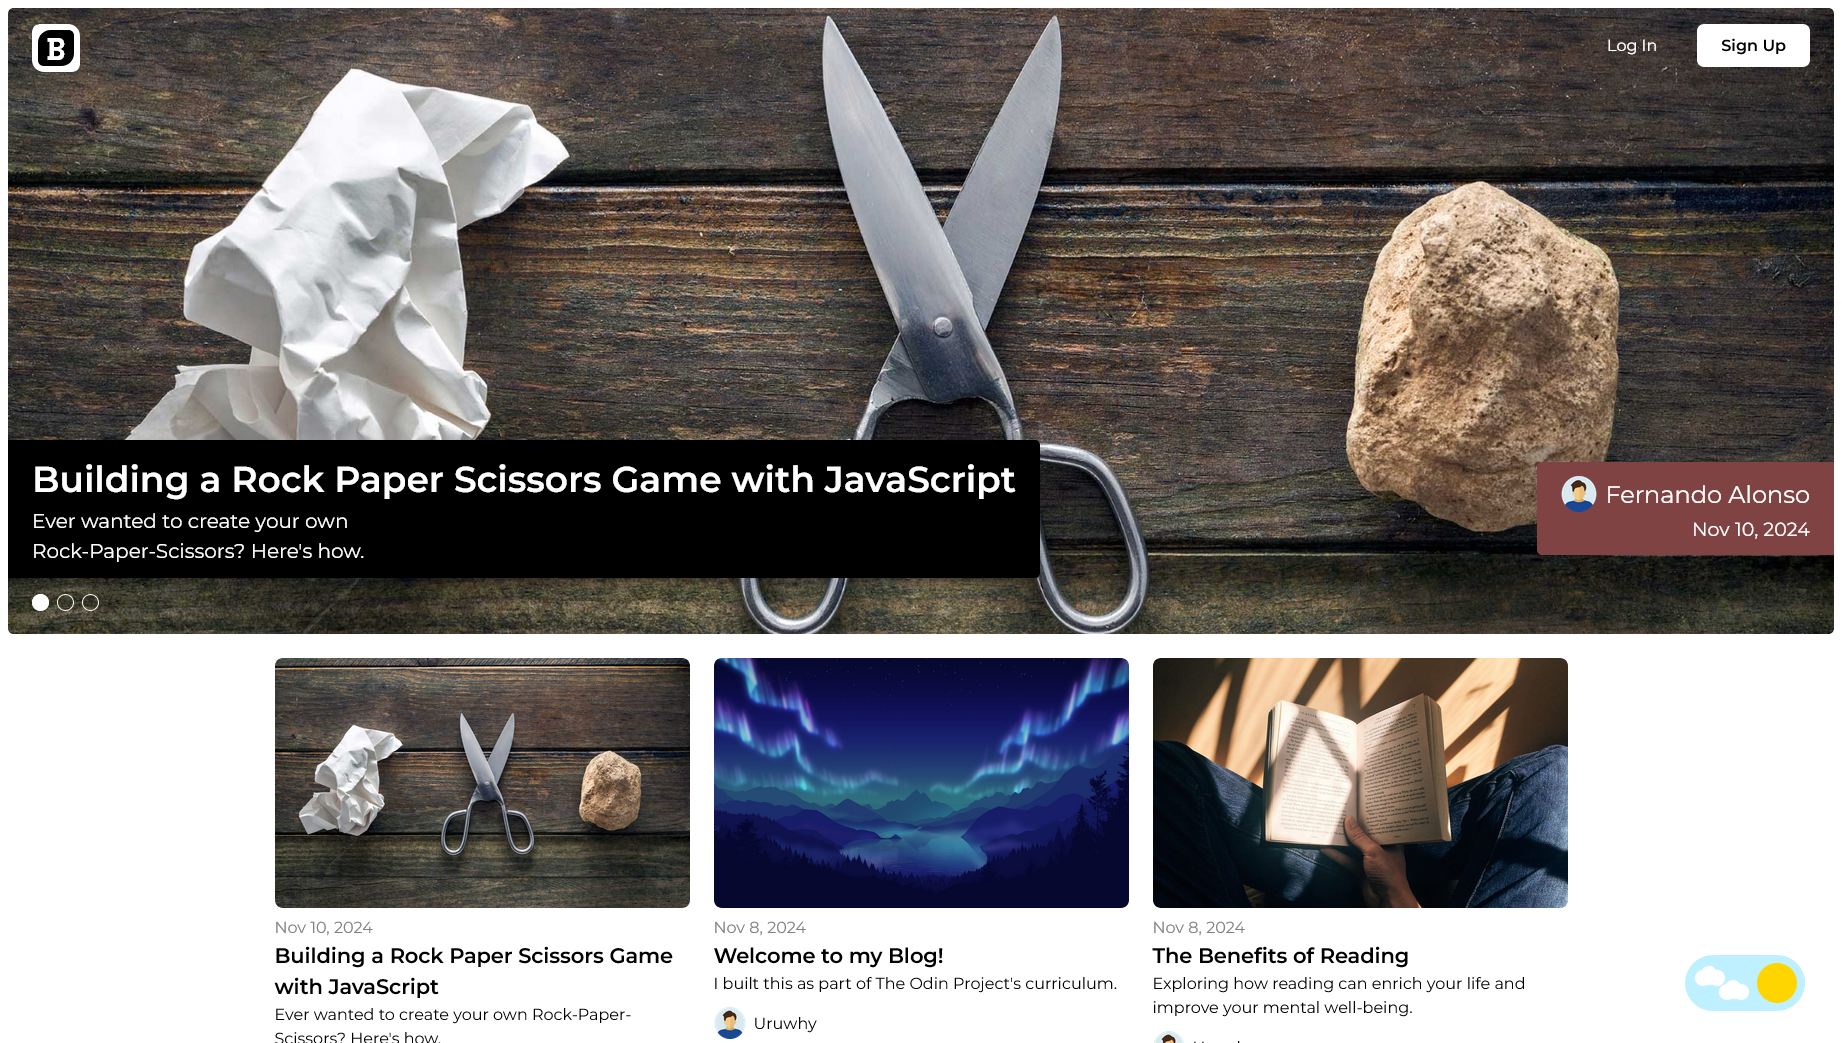 B
Log In
Sign Up
Building a Rock Paper Scissors Game with JavaScript
Ever wanted to create your own
Rock-Paper-Scissors? Here's how.
Fernando Alonso
Nov 10, 2024
Nov 10, 2024
Building a Rock Paper Scissors Game
with JavaScript
Ever wanted to create your own Rock-Paper-
Scissors? Here's how.
Nov 8, 2024
Welcome to my Blog!
I built this as part of The Odin Project's curriculum.
Uruwhy
Nov 8, 2024
The Benefits of Reading
Exploring how reading can enrich your life and
improve your mental well-being.